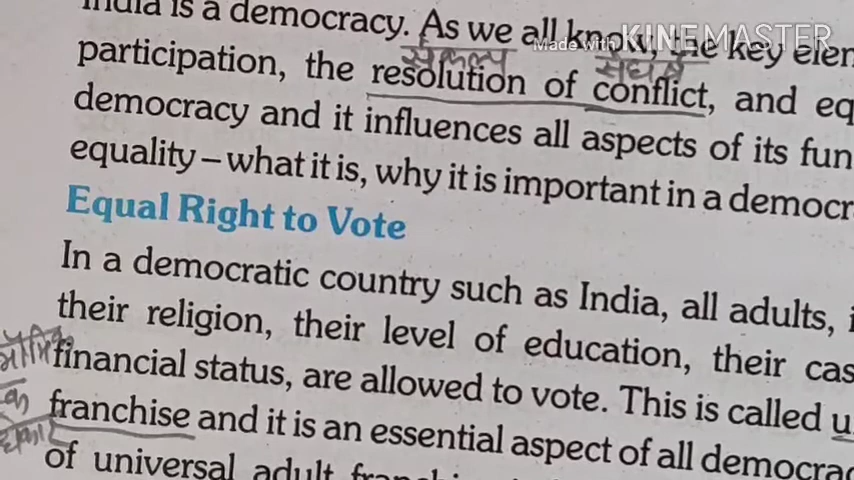 India is a democracy. As we all know, the key elem
Made with KINEMASTER
संकल्प संघर्ष
participation, the resolution of conflict, and eq
democracy and it influences all aspects of its fun
equality – what it is, why it is important in a democr
Equal Right to Vote
In a democratic country such as India, all adults, i
their religion, their level of education, their cas
financial status, are allowed to vote. This is called u
franchise and it is an essential aspect of all democra
of universal adult